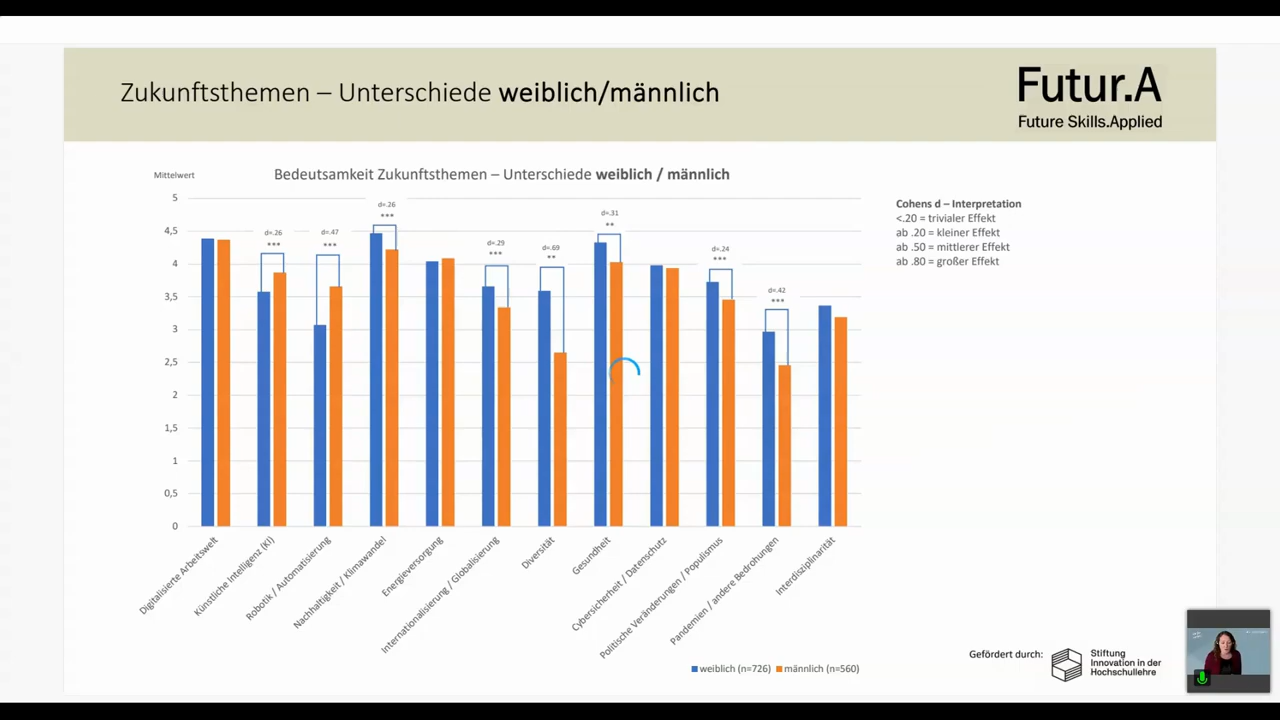 Zukunftsthemen – Unterschiede weiblich/männlich
Futur.A
Future Skills.Applied
Mittelwert
Bedeutsamkeit Zukunftsthemen – Unterschiede weiblich / männlich
5
4,5
4
3,5
3
2,5
2
1,5
1
0,5
0
d=.26
***
d=.47
***
d=.26
***
d=.29
***
d=.69
**
d=.31
**
d=.24
***
d=.42
***
Digitalisierte Arbeitswelt
Künstliche Intelligenz (KI)
Robotik / Automatisierung
Nachhaltigkeit / Klimawandel
Energieversorgung
Internationalisierung / Globalisierung
Diversität
Gesundheit
Cybersicherheit / Datenschutz
Politische Veränderungen / Populismus
Pandemien / andere Bedrohungen
Interdisziplinarität
weiblich (n=726)
männlich (n=560)
Cohens d – Interpretation
<.20 = trivialer Effekt
ab .20 = kleiner Effekt
ab .50 = mittlerer Effekt
ab .80 = großer Effekt
Gefördert durch:
Stiftung
Innovation in der
Hochschullehre